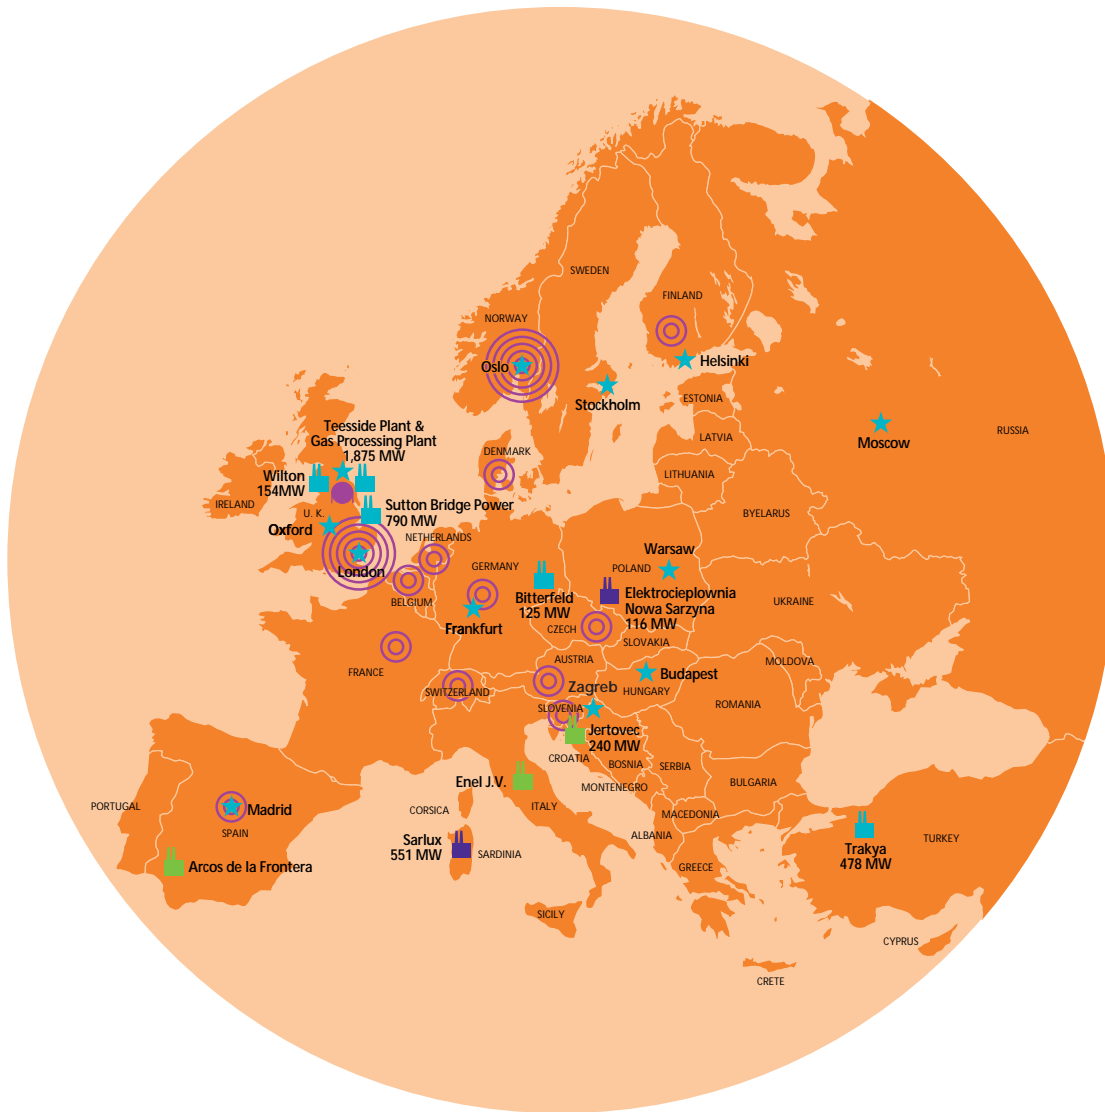 SWEDEN
FINLAND
NORWAY
Oslo
Helsinki
Stockholm
ESTONIA
Moscow
RUSSIA
LATVIA
Teesside Plant &
Gas Processing Plant
1,875 MW
DENMARK
LITHUANIA
Wilton
154MW
IRELAND
Sutton Bridge Power
790 MW
U. K.
BYELARUS
Oxford
NETHERLANDS
London
GERMANY
Warsaw
POLAND
BELGIUM
Bitterfeld
125 MW
Elektrocieplownia
Nowa Sarzyna
116 MW
UKRAINE
Frankfurt
CZECH
SLOVAKIA
FRANCE
AUSTRIA
MOLDOVA
SWITZERLAND
Zagreb
Budapest
HUNGARY
ROMANIA
SLOVENIA
Jertovec
240 MW
CROATIA
BOSNIA
SERBIA
Enel J.V.
MONTENEGRO
BULGARIA
PORTUGAL
Madrid
CORSICA
ITALY
MACEDONIA
SPAIN
ALBANIA
TURKEY
Sarlux
551 MW
SARDINIA
Trakya
478 MW
Arcos de la Frontera
GREECE
SICILY
CYPRUS
CRETE